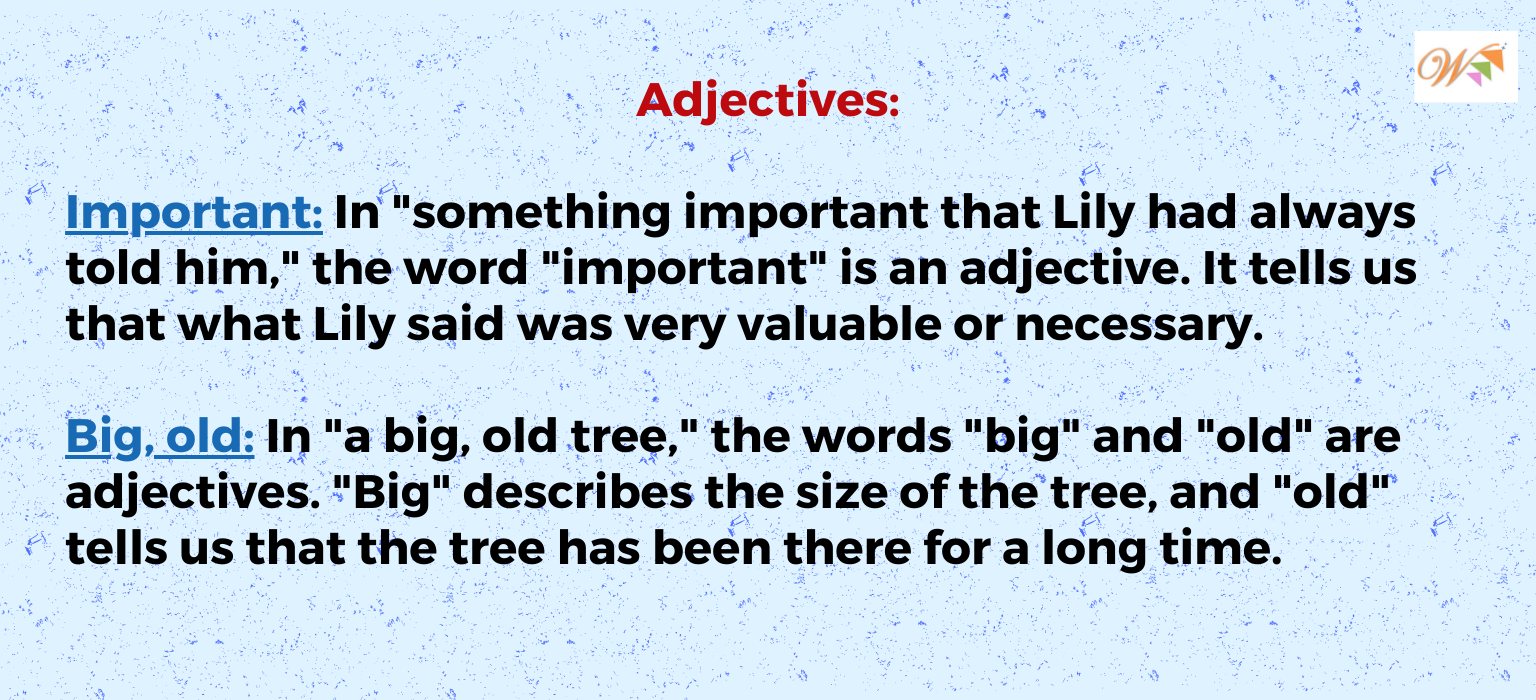 Adjectives:
Important: In "something important that Lily had always
told him," the word "important" is an adjective. It tells us
that what Lily said was very valuable or necessary.
Big, old: In "a big, old tree," the words "big" and "old" are
adjectives. "Big" describes the size of the tree, and "old"
tells us that the tree has been there for a long time.
W